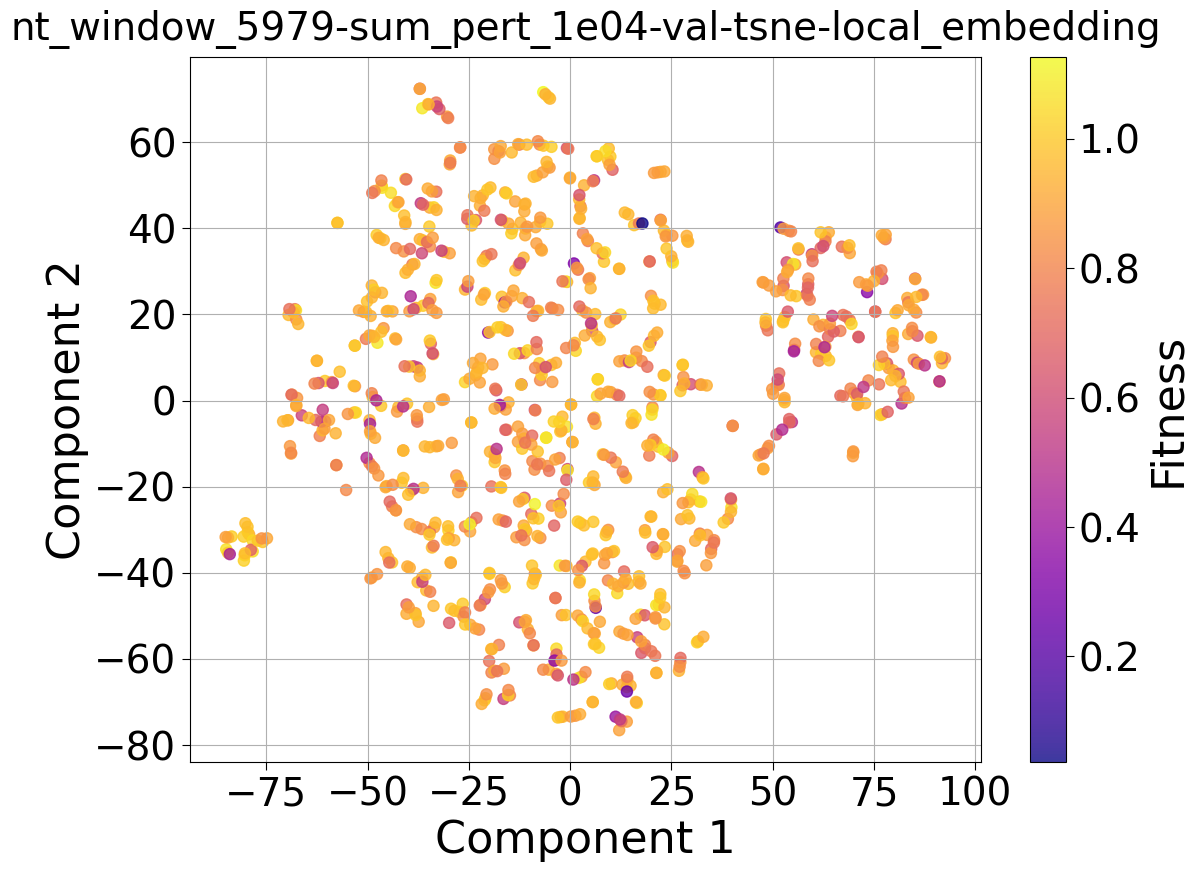 nt_window_5979-sum_pert_1e04-val-tsne-local_embedding
60
40
20
0
−20
−40
−60
−80
Component 2
−75 −50 −25 0 25 50 75 100
Component 1
1.0
0.8
0.6
0.4
0.2
Fitness